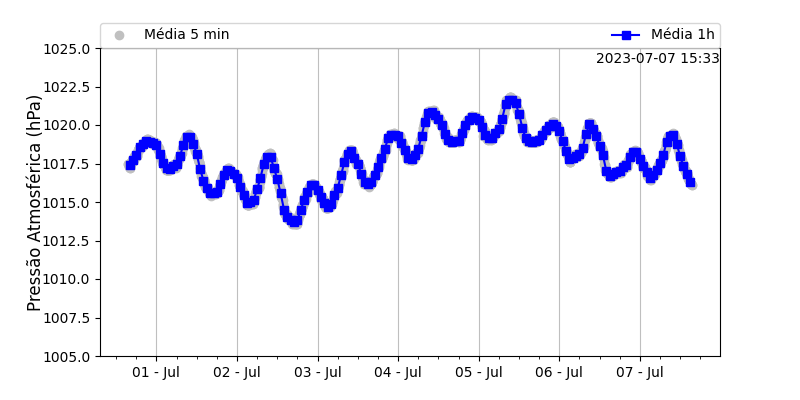 Média 5 min
Média 1h
2023-07-07 15:33
Pressão Atmosférica (hPa)
1025.0
1022.5
1020.0
1017.5
1015.0
1012.5
1010.0
1007.5
1005.0
01 - Jul
02 - Jul
03 - Jul
04 - Jul
05 - Jul
06 - Jul
07 - Jul